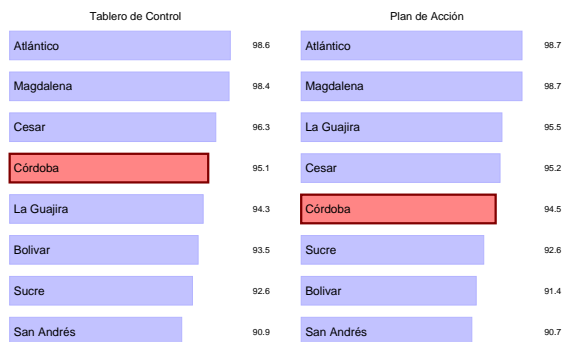 Tablero de Control
Atlántico 98.6
Magdalena 98.4
Cesar 96.3
Córdoba 95.1
La Guajira 94.3
Bolivar 93.5
Sucre 92.6
San Andrés 90.9
Plan de Acción
Atlántico 98.7
Magdalena 98.7
La Guajira 95.5
Cesar 95.2
Córdoba 94.5
Sucre 92.6
Bolivar 91.4
San Andrés 90.7